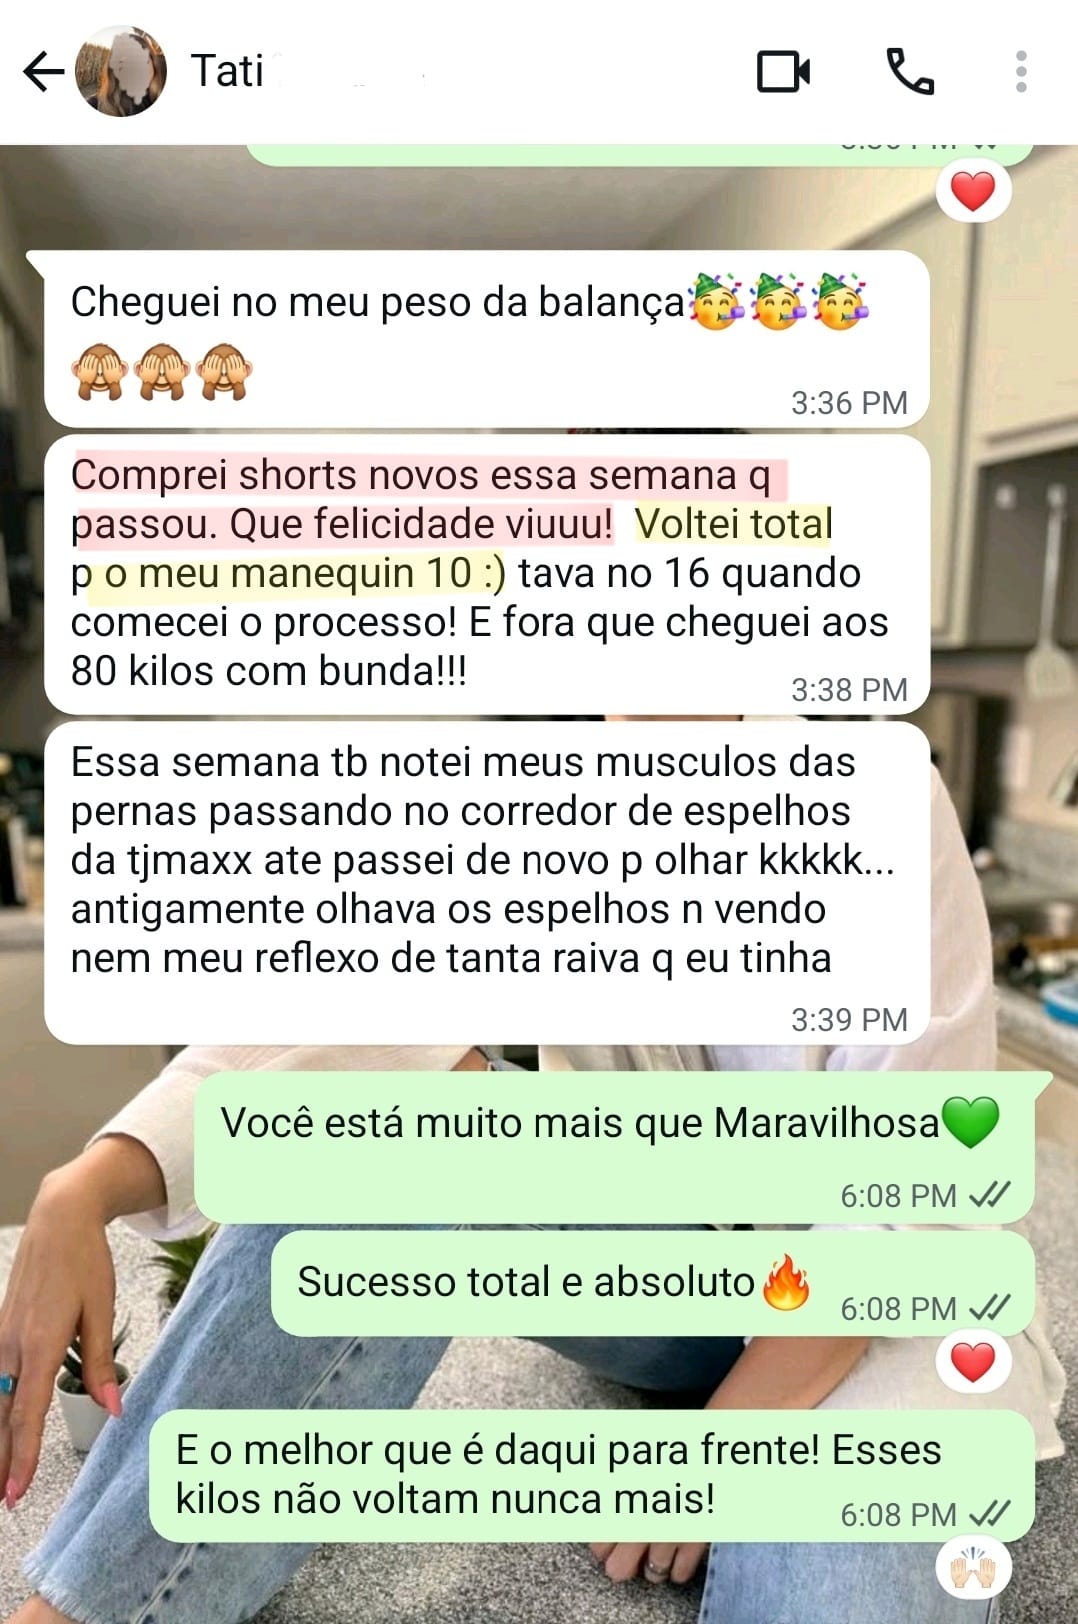 Tati
Cheguei no meu peso da balança🥳🥳🥳
🙈🙈🙈
3:36 PM
Comprei shorts novos essa semana q
passou. Que felicidade viuuu! Voltei total
p o meu manequin 10 :) tava no 16 quando
comecei o processo! E fora que cheguei aos
80 kilos com bunda!!!
3:38 PM
Essa semana tb notei meus musculos das
pernas passando no corredor de espelhos
da tjmaxx ate passei de novo p olhar kkkkk...
antigamente olhava os espelhos n vendo
nem meu reflexo de tanta raiva q eu tinha
3:39 PM
Você está muito mais que Maravilhosa💚
6:08 PM
Sucesso total e absoluto🔥
6:08 PM
E o melhor que é daqui para frente! Esses
kilos não voltam nunca mais!
6:08 PM